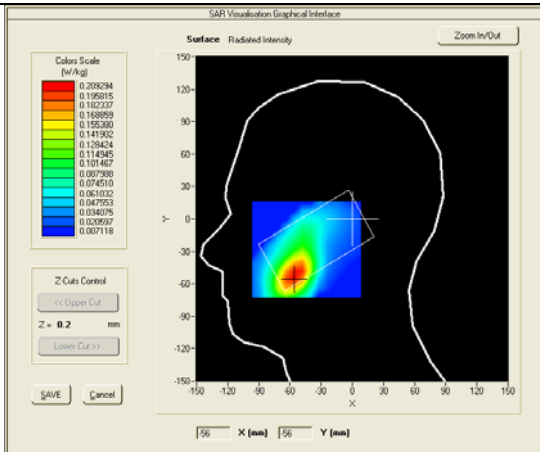 SAR Visualisation Graphical Interface
Surface Radiated Intensity
Zoom In/Out
Colors Scale
(W/kg)
0.209294
0.195815
0.182337
0.168859
0.155380
0.141902
0.128424
0.114945
0.101467
0.087988
0.074510
0.061032
0.047553
0.034075
0.020597
0.007118
150
120
90
60
30
0
-30
-60
-90
-120
-150
Y
-150 -120 -90 -60 -30 0 30 60 90 120 150
X
Z-Cuts Control
<< Upper Cut
Z = 0.2 mm
Lower Cut >>
SAVE Cancel
-56 X (mm) -56 Y (mm)